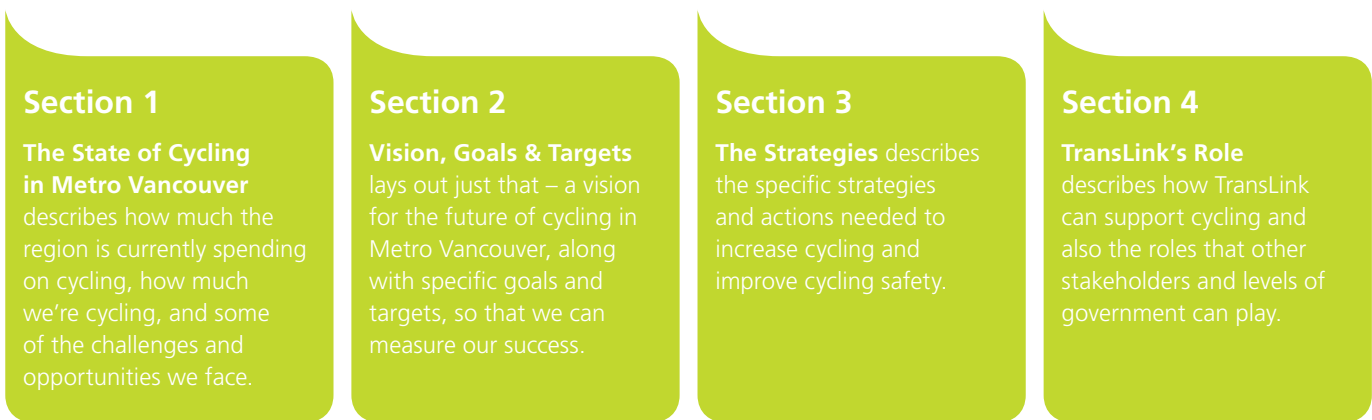 Section 1
The State of Cycling
in Metro Vancouver
describes how much the
region is currently spending
on cycling, how much
we're cycling, and some
of the challenges and
opportunities we face.
Section 2
Vision, Goals & Targets
lays out just that – a vision
for the future of cycling in
Metro Vancouver, along
with specific goals and
targets, so that we can
measure our success.
Section 3
The Strategies describes
the specific strategies
and actions needed to
increase cycling and
improve cycling safety.
Section 4
TransLink's Role
describes how TransLink
can support cycling and
also the roles that other
stakeholders and levels of
government can play.